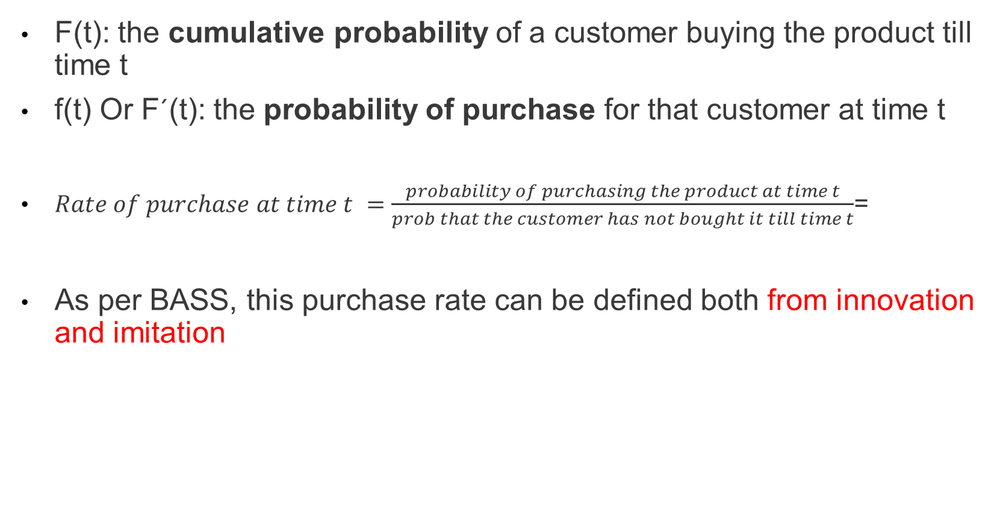 • F(t): the cumulative probability of a customer buying the product till
time t
• f(t) Or F´(t): the probability of purchase for that customer at time t
• Rate of purchase at time t = probability of purchasing the product at time t / prob that the customer has not bought it till time t =
• As per BASS, this purchase rate can be defined both from innovation
and imitation